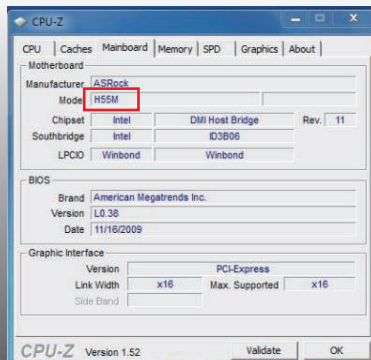 CPU-Z
CPU Caches Mainboard Memory SPD Graphics About
Motherboard
Manufacturer ASRock
Model H55M
Chipset Intel DMI Host Bridge Rev. 11
Southbridge Intel ID3B06
LPCIO Winbond Winbond
BIOS
Brand American Megatrends Inc.
Version L0.38
Date 11/16/2009
Graphic Interface
Version PCI-Express
Link Width x16 Max. Supported x16
Side Band
CPU-Z Version 1.52 Validate OK